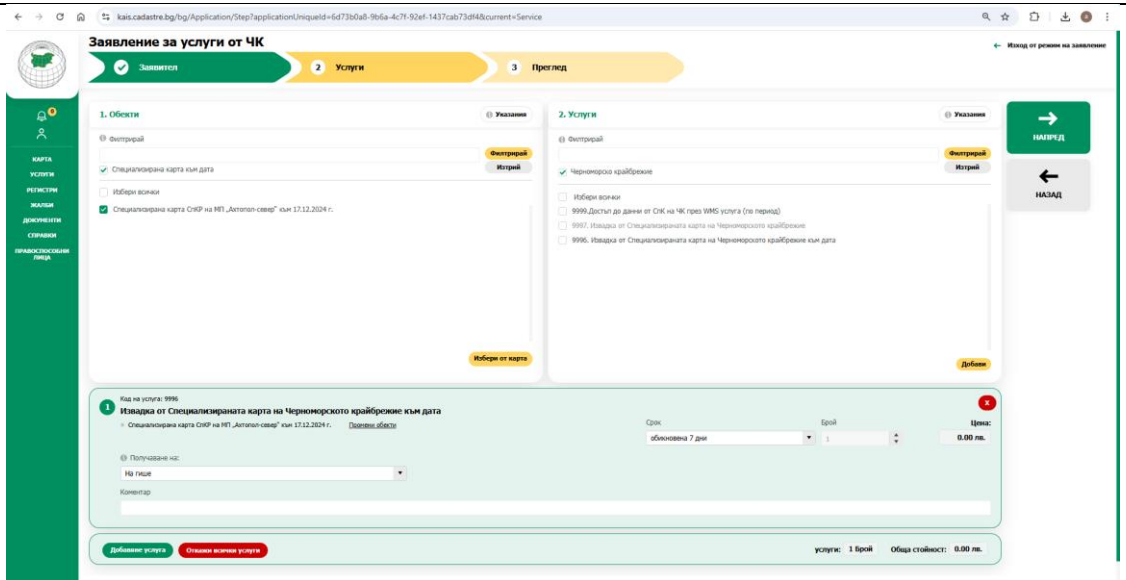 kais.cadastre.bg/bg/Application/Step?applicationUniqueId=6d73b0a8-9b6a-4c7f-92ef-1437cab73df4&current=Service
Заявление за услуги от ЧК
Изход от режим на заявление
Заявител
2 Услуги
3 Преглед
КАРТА
УСЛУГИ
РЕГИСТРИ
ЖАЛБИ
ДОКУМЕНТИ
СПРАВКИ
ПРАВОСПОСОБНИ
ЛИЦА
1. Обекти
Указания
Филтрирай
Филтрирай
Изтрий
Специализирана карта към дата
Избери всички
Специализирана карта СпКР на МП „Ахтопол-север" към 17.12.2024 г.
Избери от карта
2. Услуги
Указания
Филтрирай
Филтрирай
Изтрий
Черноморско крайбрежие
Избери всички
9999.Достъп до данни от СпК на ЧК през WMS услуга (по период)
9997. Извадка от Специализираната карта на Черноморското крайбрежие
9996. Извадка от Специализираната карта на Черноморското крайбрежие към дата
Добави
НАПРЕД
НАЗАД
1
Код на услуга: 9996
Извадка от Специализираната карта на Черноморското крайбрежие към дата
Специализирана карта СпКР на МП „Ахтопол-север" към 17.12.2024 г. Промени обекти
X
Срок
Брой
Цена:
обикновена 7 дни
1
0.00 лв.
Получаване на:
На гише
Коментар
Добавяне услуга
Откажи всички услуги
услуги: 1 Брой
Обща стойност: 0.00 лв.